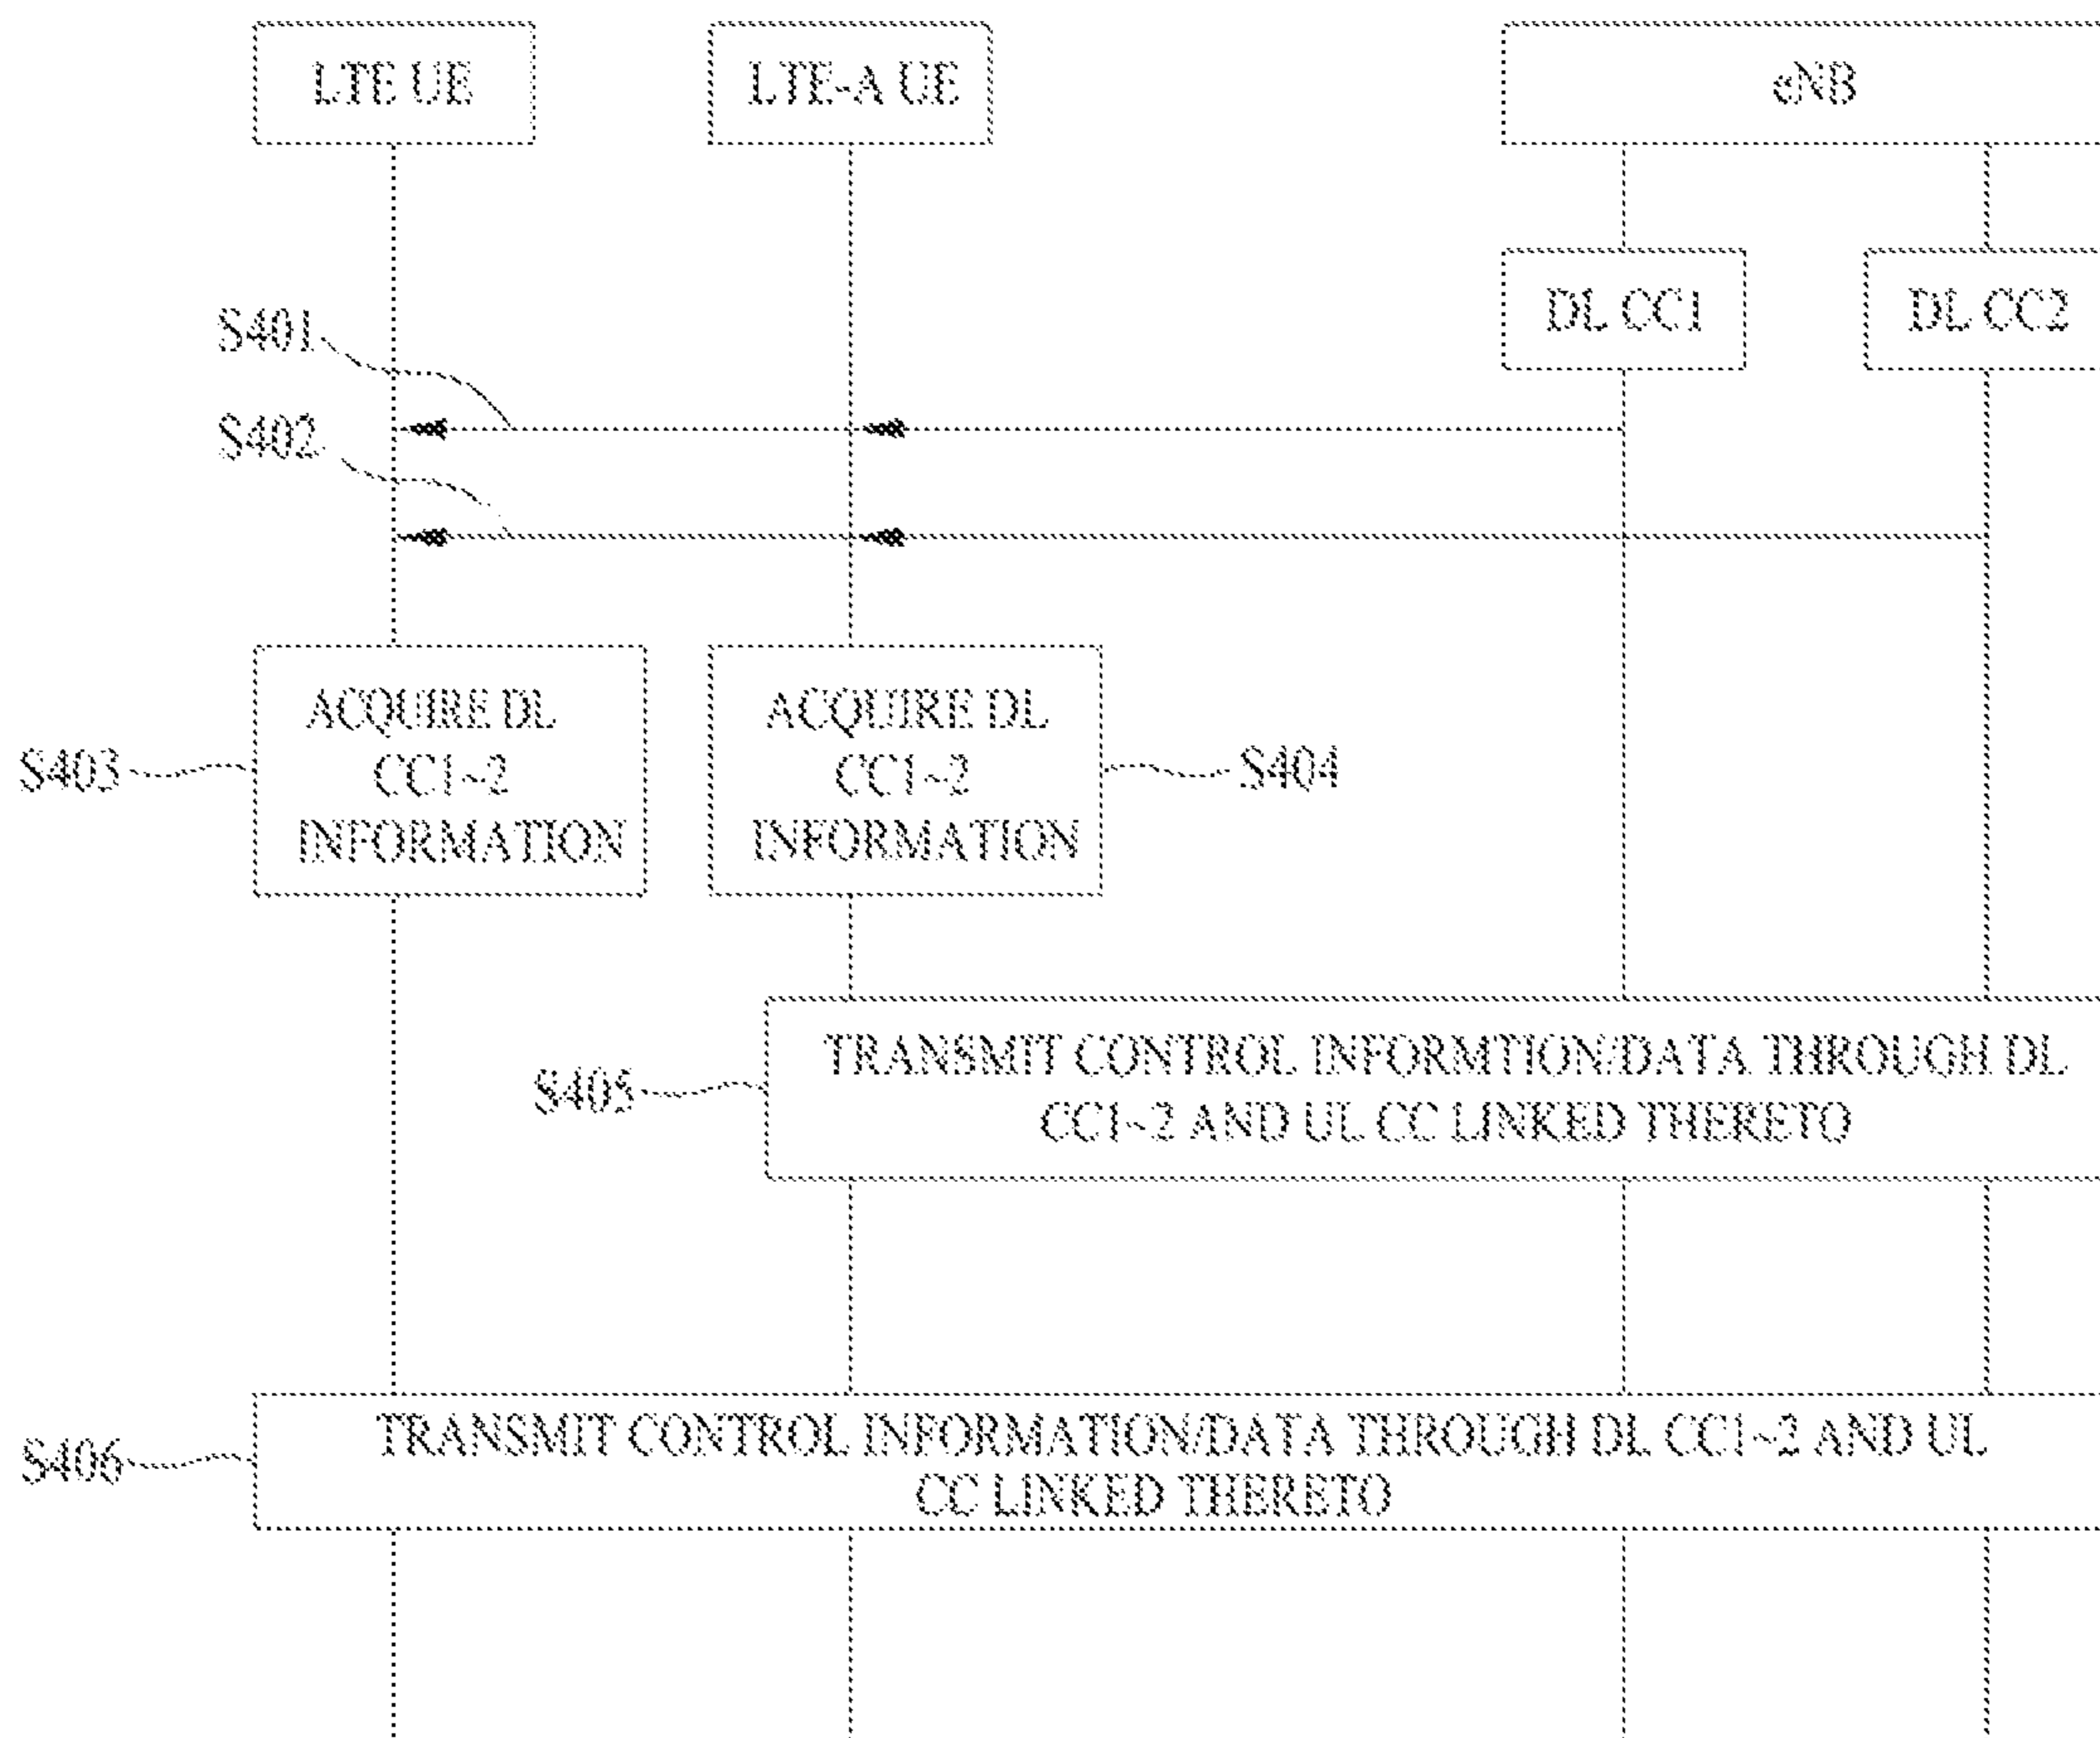 LTE UE
LTE-A UE
eNB
DL CC1
DL CC2
S401
S402
ACQUIRE DL
CC1~2
INFORMATION
S403
ACQUIRE DL
CC1~2
INFORMATION
S404
TRANSMIT CONTROL INFORMTION/DATA THROUGH DL
CC1~2 AND UL CC LINKED THERETO
S405
TRANSMIT CONTROL INFORMATION/DATA THROUGH DL CC1~2 AND UL
CC LINKED THERETO
S406